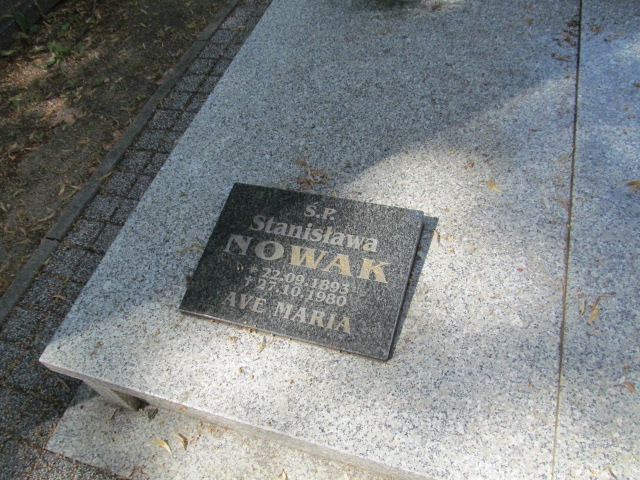 Ś.P.
Stanisława
NOWAK
* 22.09.1893
† 27.10.1980
AVE MARIA